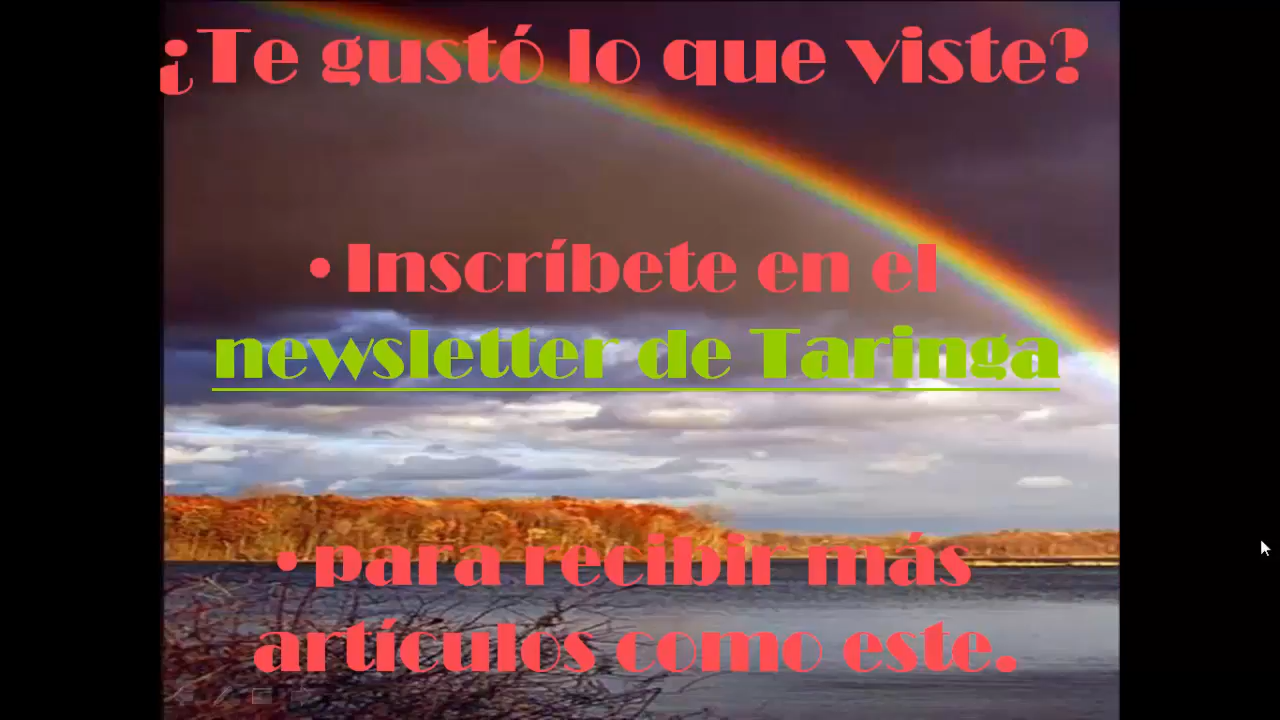 ¿Te gustó lo que viste?
• Inscríbete en el
newsletter de Taringa
• para recibir más
artículos como este.